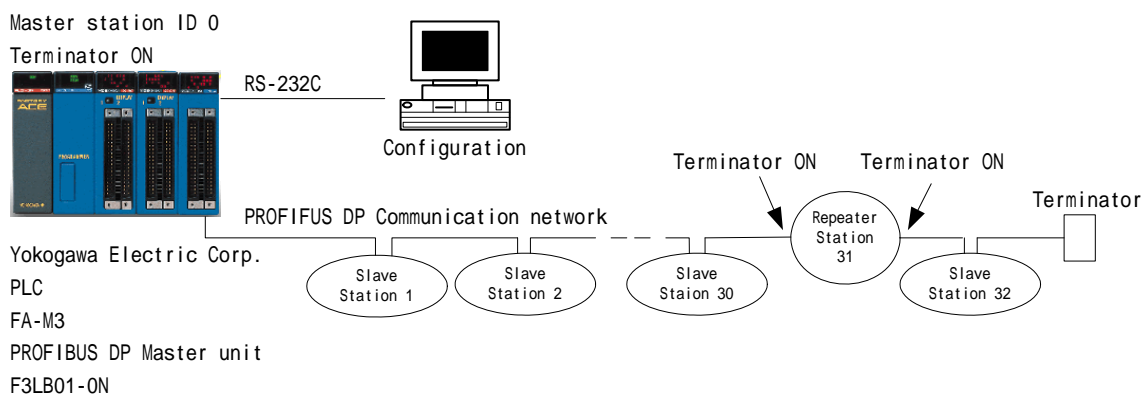 Master station ID 0
Terminator ON
RS-232C
Configuration
Terminator ON
Terminator ON
Terminator
PROFIFUS DP Communication network
Repeater
Station
31
Slave
Station 1
Slave
Station 2
Slave
Staion 30
Slave
Station 32
Yokogawa Electric Corp.
PLC
FA-M3
PROFIBUS DP Master unit
F3LB01-0N
ACE